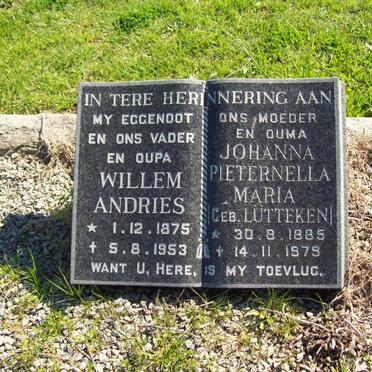 IN TERE HERINNERING AAN
MY EGGENOOT
EN ONS VADER
EN OUPA
WILLEM
ANDRIES
* 1.12.1875
✝ 5.8.1953
ONS MOEDER
EN OUMA
JOHANNA
PIETERNELLA
MARIA
(GEB. LÜTTEKEN)
* 30.8.1885
✝ 14.11.1979
WANT U, HERE, IS MY TOEVLUG.